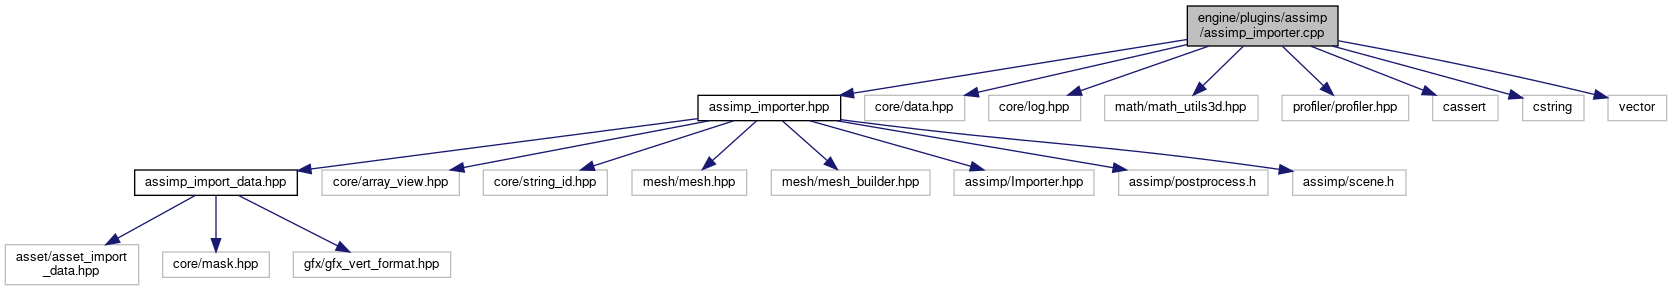 engine/plugins/assimp
/assimp_importer.cpp
assimp_importer.hpp
core/data.hpp
core/log.hpp
math/math_utils3d.hpp
profiler/profiler.hpp
cassert
cstring
vector
assimp_import_data.hpp
core/array_view.hpp
core/string_id.hpp
mesh/mesh.hpp
mesh/mesh_builder.hpp
assimp/Importer.hpp
assimp/postprocess.h
assimp/scene.h
asset/asset_import
_data.hpp
core/mask.hpp
gfx/gfx_vert_format.hpp